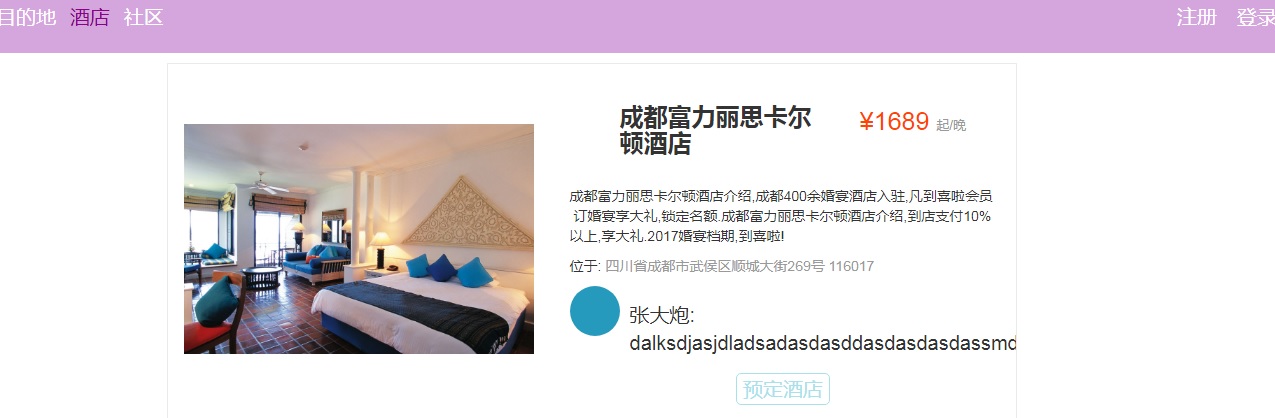 目的地 酒店 社区 注册 登录
成都富力丽思卡尔
顿酒店
¥1689 起/晚
成都富力丽思卡尔顿酒店介绍,成都400余婚宴酒店入驻,凡到喜啦会员
订婚宴享大礼,锁定名额.成都富力丽思卡尔顿酒店介绍,到店支付10%
以上,享大礼.2017婚宴档期,到喜啦!
位于: 四川省成都市武侯区顺城大街269号 116017
张大炮:
dalksdjasjdladsadasdasddasdasdasdassmd
预定酒店